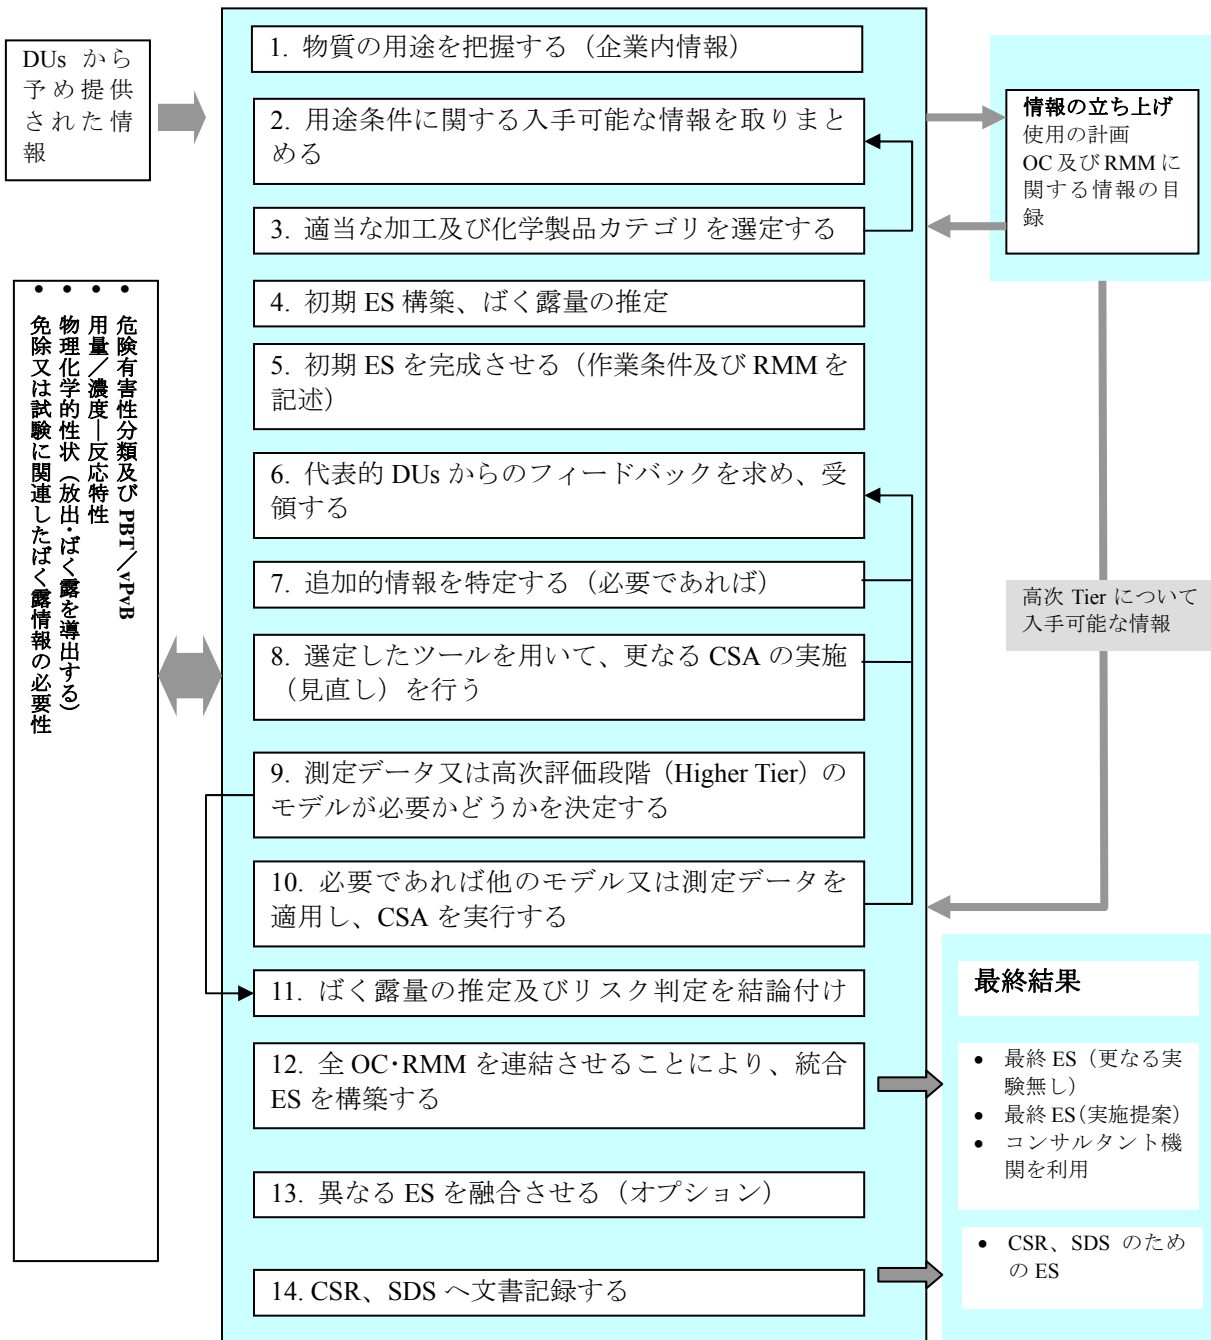 DUs から
予め提供
された情
報
1. 物質の用途を把握する（企業内情報）
2. 用途条件に関する入手可能な情報を取りまと
める
3. 適当な加工及び化学製品カテゴリを選定する
情報の立ち上げ
使用の計画
OC 及び RMM に
関する情報の目
録
• 危険有害性分類及び PBT／vPvB
• 用量／濃度―反応特性
• 物理化学的性状（放出・ばく露を導出する）
• 免除又は試験に関連したばく露情報の必要性
4. 初期 ES 構築、ばく露量の推定
5. 初期 ES を完成させる（作業条件及び RMM を
記述）
6. 代表的 DUs からのフィードバックを求め、受
領する
7. 追加的情報を特定する（必要であれば）
8. 選定したツールを用いて、更なる CSA の実施
（見直し）を行う
9. 測定データ又は高次評価段階（Higher Tier）の
モデルが必要かどうかを決定する
10. 必要であれば他のモデル又は測定データを
適用し、CSA を実行する
高次 Tier について
入手可能な情報
11. ばく露量の推定及びリスク判定を結論付け
12. 全 OC･RMM を連結させることにより、統合
ES を構築する
13. 異なる ES を融合させる（オプション）
14. CSR、SDS へ文書記録する
最終結果
• 最終 ES（更なる実
験無し）
• 最終 ES（実施提案）
• コンサルタント機
関を利用
• CSR、SDS のため
の ES